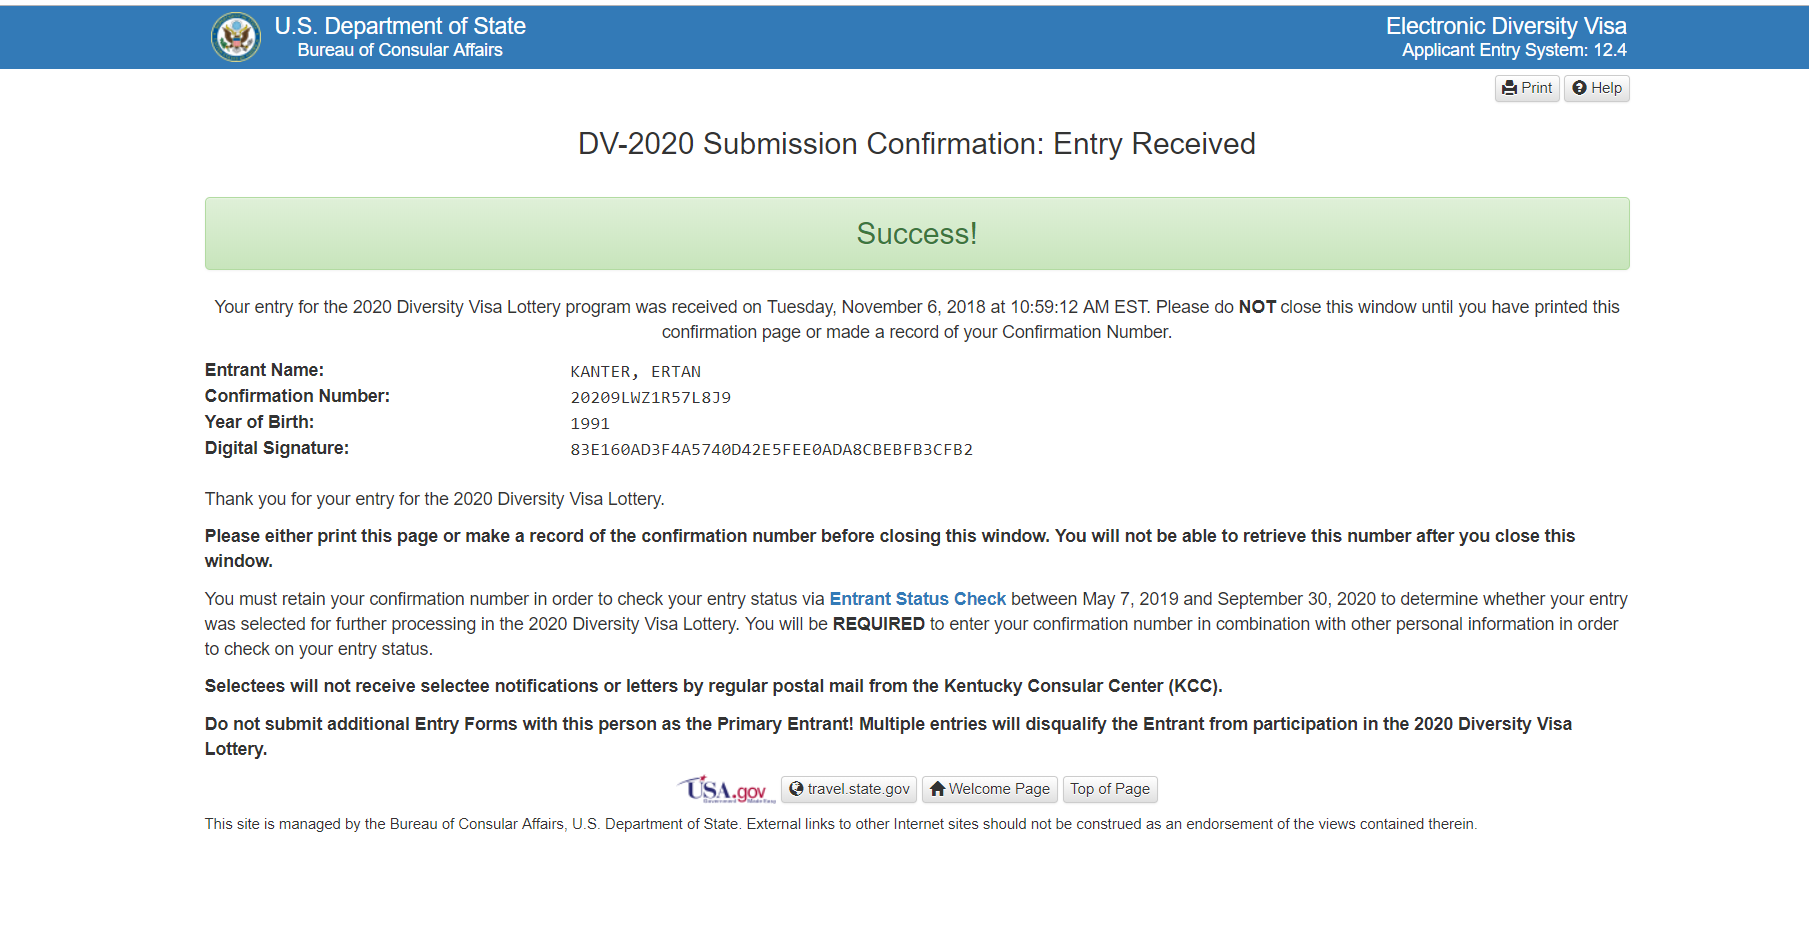 U.S. Department of State
Bureau of Consular Affairs
Electronic Diversity Visa
Applicant Entry System: 12.4
Print
Help
DV-2020 Submission Confirmation: Entry Received
Success!
Your entry for the 2020 Diversity Visa Lottery program was received on Tuesday, November 6, 2018 at 10:59:12 AM EST. Please do NOT close this window until you have printed this
confirmation page or made a record of your Confirmation Number.
Entrant Name: KANTER, ERTAN
Confirmation Number: 20209LWZ1R57L8J9
Year of Birth: 1991
Digital Signature: 83E160AD3F4A5740D42E5FEE0ADA8CBEBFB3CFB2
Thank you for your entry for the 2020 Diversity Visa Lottery.
Please either print this page or make a record of the confirmation number before closing this window. You will not be able to retrieve this number after you close this
window.
You must retain your confirmation number in order to check your entry status via Entrant Status Check between May 7, 2019 and September 30, 2020 to determine whether your entry
was selected for further processing in the 2020 Diversity Visa Lottery. You will be REQUIRED to enter your confirmation number in combination with other personal information in order
to check on your entry status.
Selectees will not receive selectee notifications or letters by regular postal mail from the Kentucky Consular Center (KCC).
Do not submit additional Entry Forms with this person as the Primary Entrant! Multiple entries will disqualify the Entrant from participation in the 2020 Diversity Visa
Lottery.
USA.gov
Government Made Easy
travel.state.gov
Welcome Page
Top of Page
This site is managed by the Bureau of Consular Affairs, U.S. Department of State. External links to other Internet sites should not be construed as an endorsement of the views contained therein.